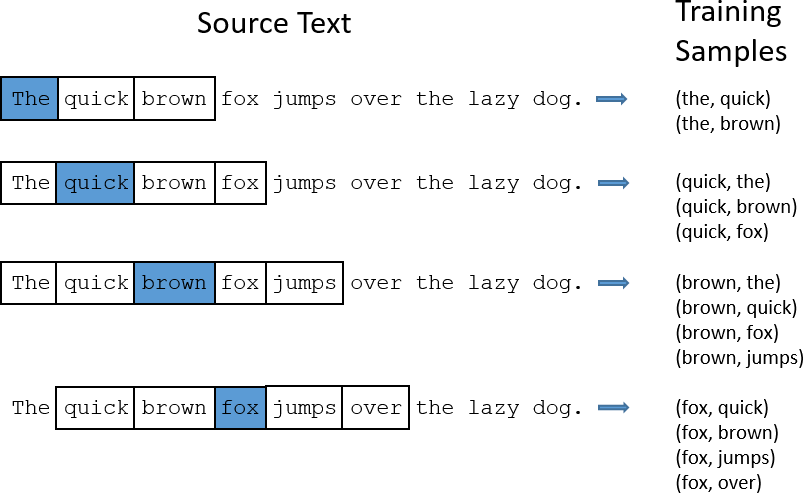 Source Text
Training
Samples
The quick brown fox jumps over the lazy dog.
(the, quick)
(the, brown)
The quick brown fox jumps over the lazy dog.
(quick, the)
(quick, brown)
(quick, fox)
The quick brown fox jumps over the lazy dog.
(brown, the)
(brown, quick)
(brown, fox)
(brown, jumps)
The quick brown fox jumps over the lazy dog.
(fox, quick)
(fox, brown)
(fox, jumps)
(fox, over)